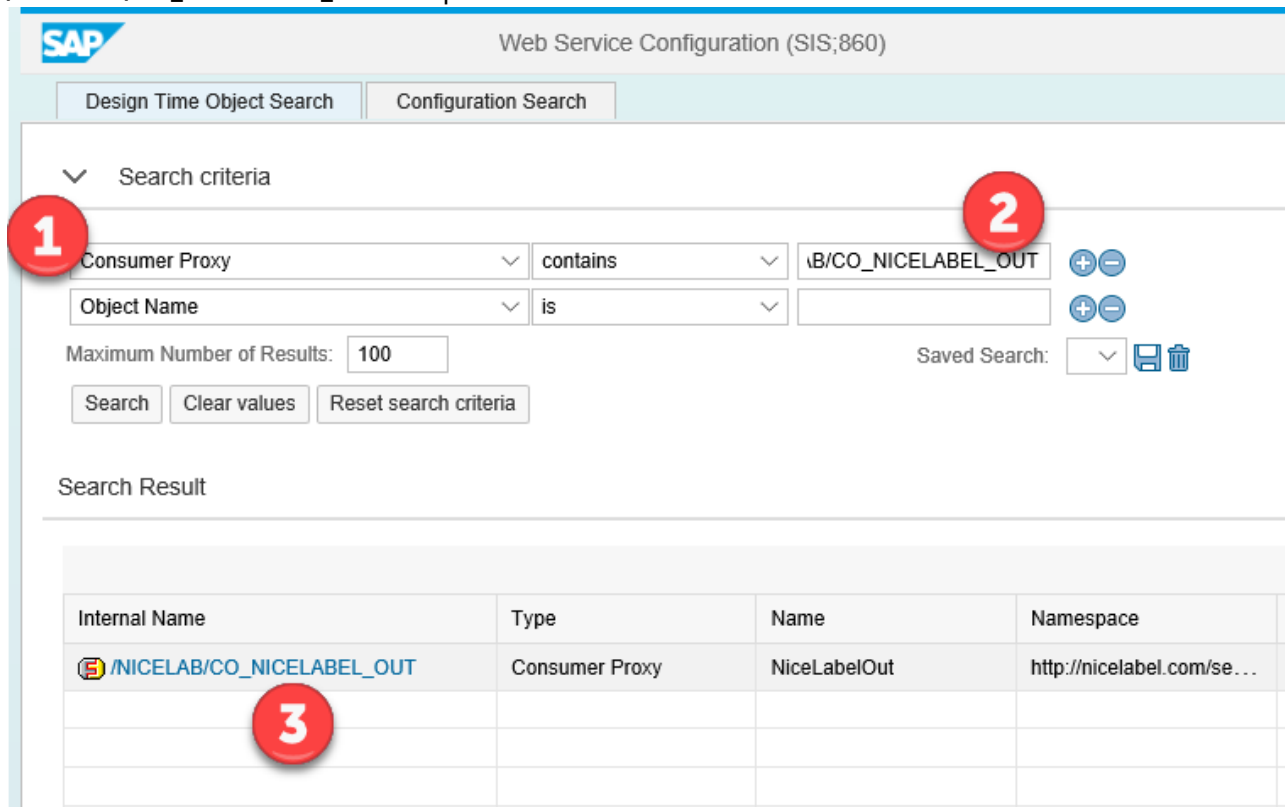 SAP Web Service Configuration (SIS;860)
Design Time Object Search Configuration Search
Search criteria
1 2
Consumer Proxy contains \B/CO_NICELABEL_OUT
Object Name is
Maximum Number of Results: 100 Saved Search:
Search Clear values Reset search criteria
Search Result
Internal Name Type Name Namespace
/NICELAB/CO_NICELABEL_OUT Consumer Proxy NiceLabelOut http://nicelabel.com/se...
3